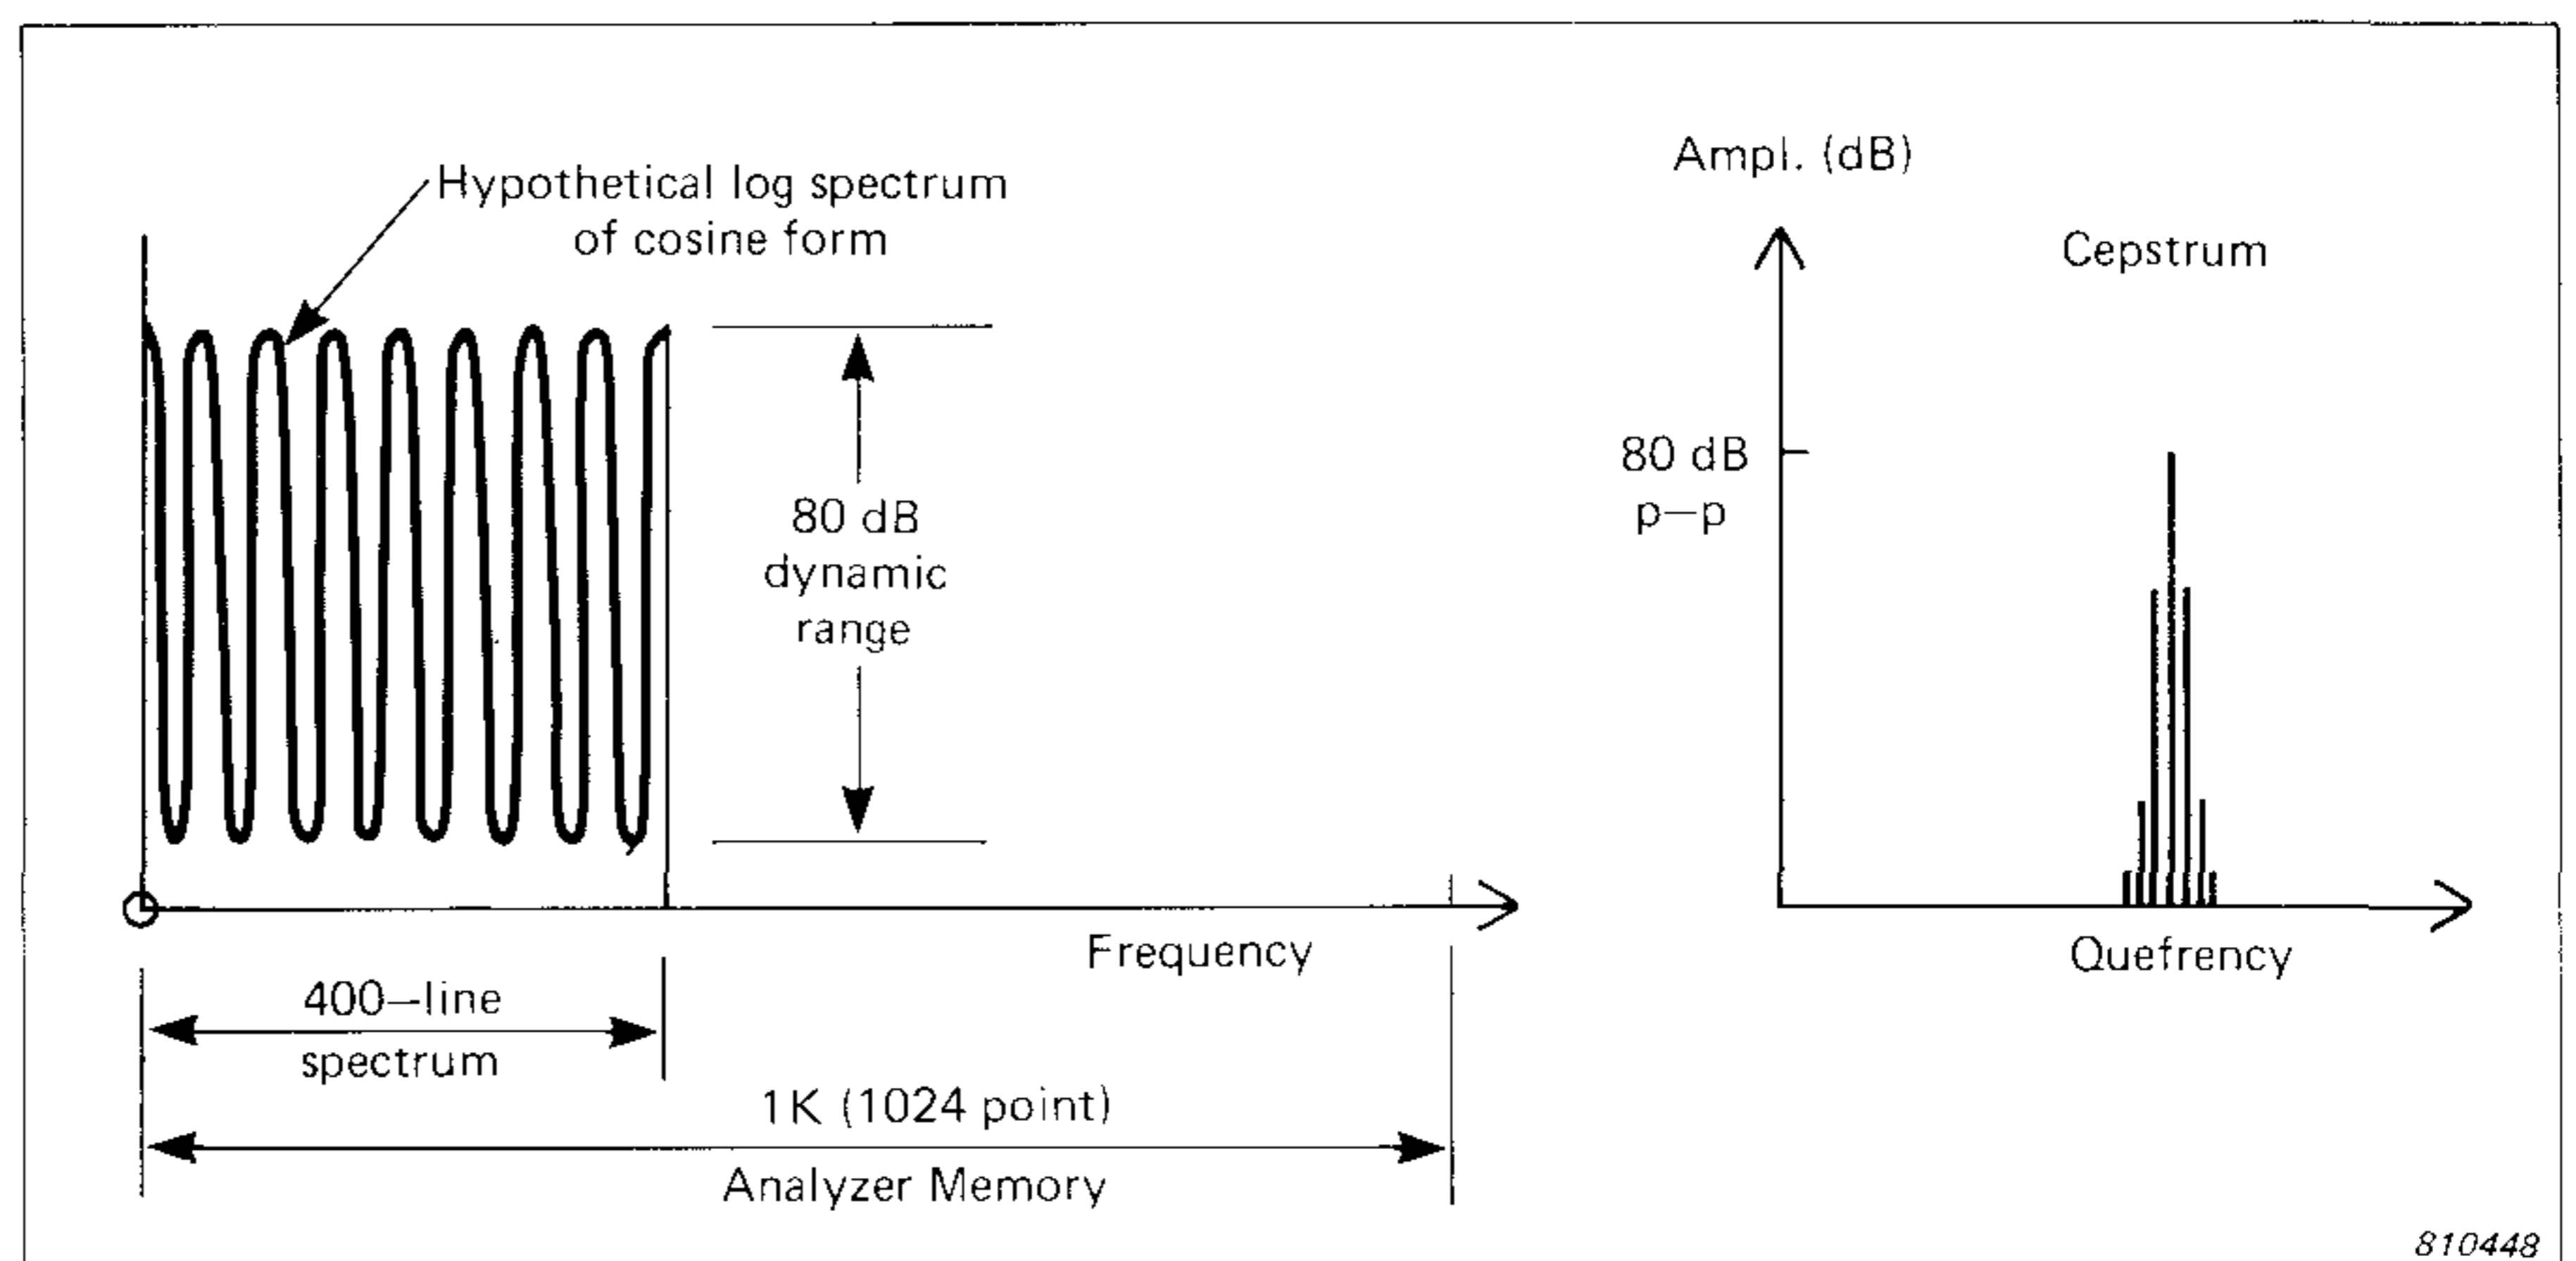 Hypothetical log spectrum
of cosine form
80 dB
dynamic
range
Frequency
400–line
spectrum
1K (1024 point)
Analyzer Memory
Ampl. (dB)
Cepstrum
80 dB
p–p
Quefrency
810448